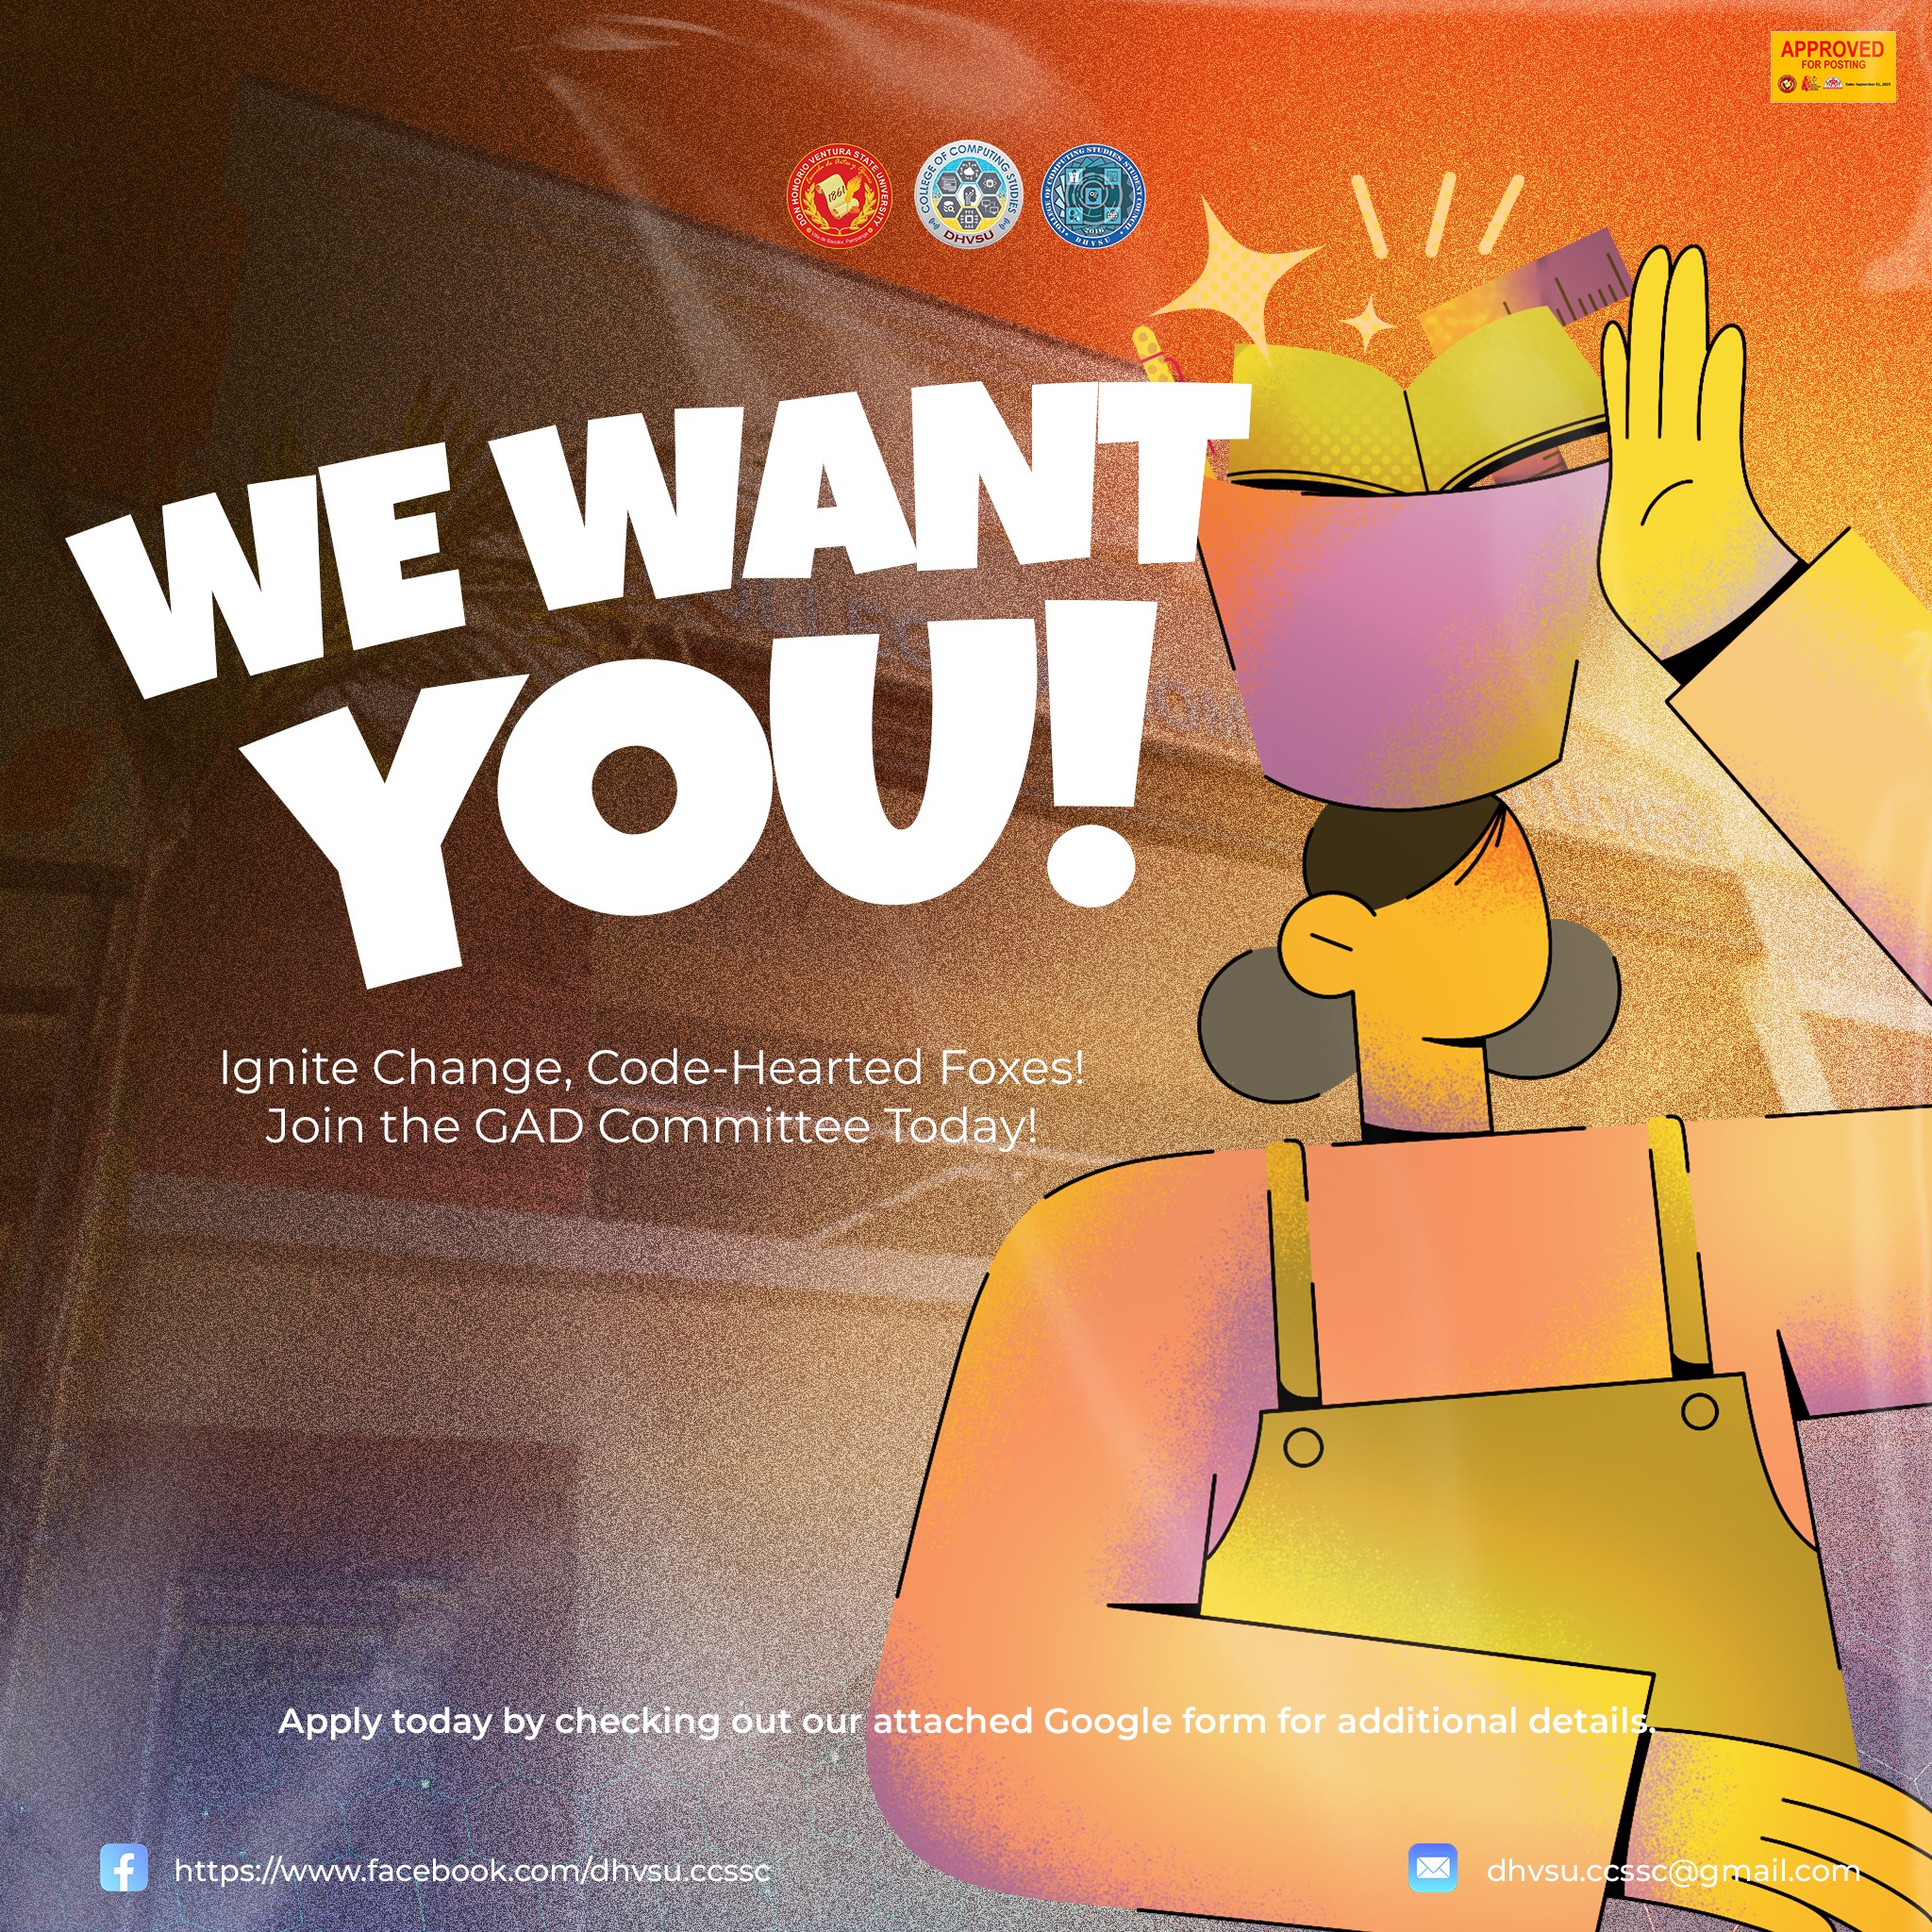 APPROVED
FOR POSTING
DON HONORIO VENTURA STATE UNIVERSITY
1861
COLLEGE OF COMPUTING STUDIES
DHVSU
COLLEGE OF COMPUTING STUDIES STUDENT COUNCIL
2016
DHVSU
WE WANT
YOU!
Ignite Change, Code-Hearted Foxes!
Join the GAD Committee Today!
Apply today by checking out our attached Google form for additional details.
https://www.facebook.com/dhvsu.ccssc
dhvsu.ccssc@gmail.com